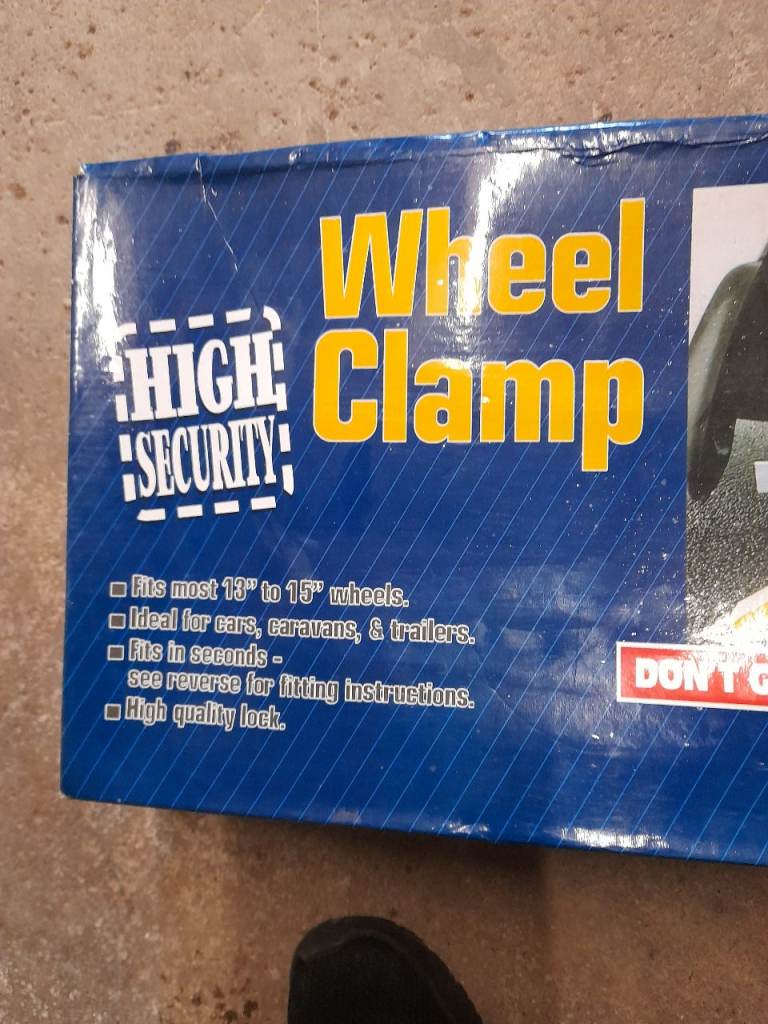 Wheel
Clamp
HIGH
SECURITY
Fits most 13” to 15” wheels.
Ideal for cars, caravans, & trailers.
Fits in seconds -
see reverse for fitting instructions.
High quality lock.
DON'T